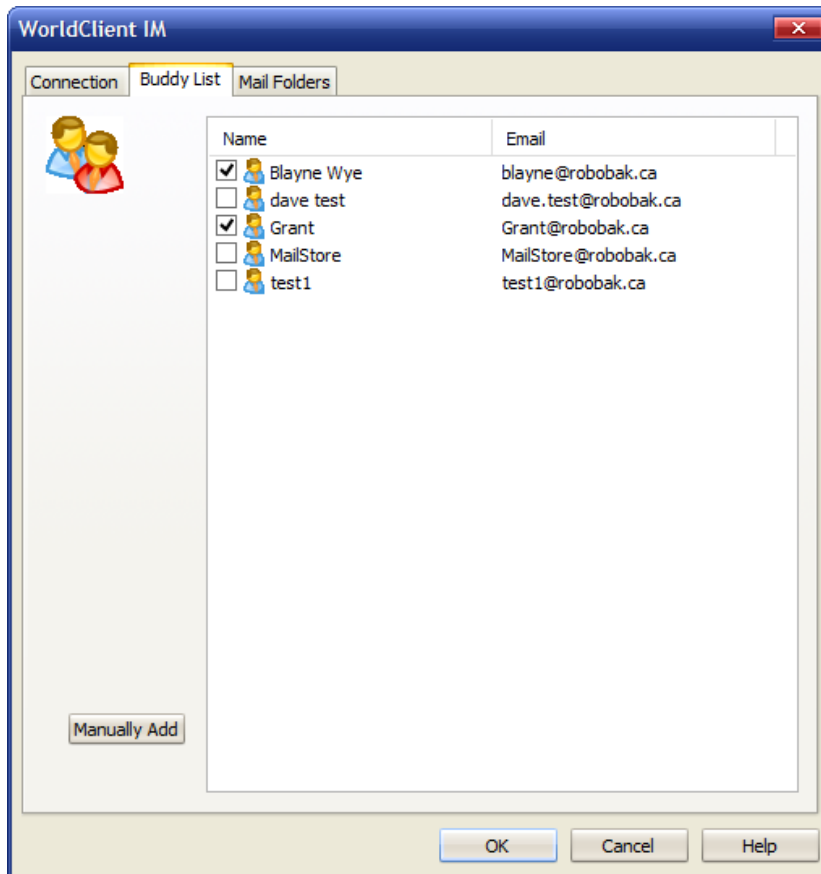 WorldClient IM
Connection Buddy List Mail Folders
Name Email
Blayne Wye blayne@robobak.ca
dave test dave.test@robobak.ca
Grant Grant@robobak.ca
MailStore MailStore@robobak.ca
test1 test1@robobak.ca
Manually Add
OK Cancel Help